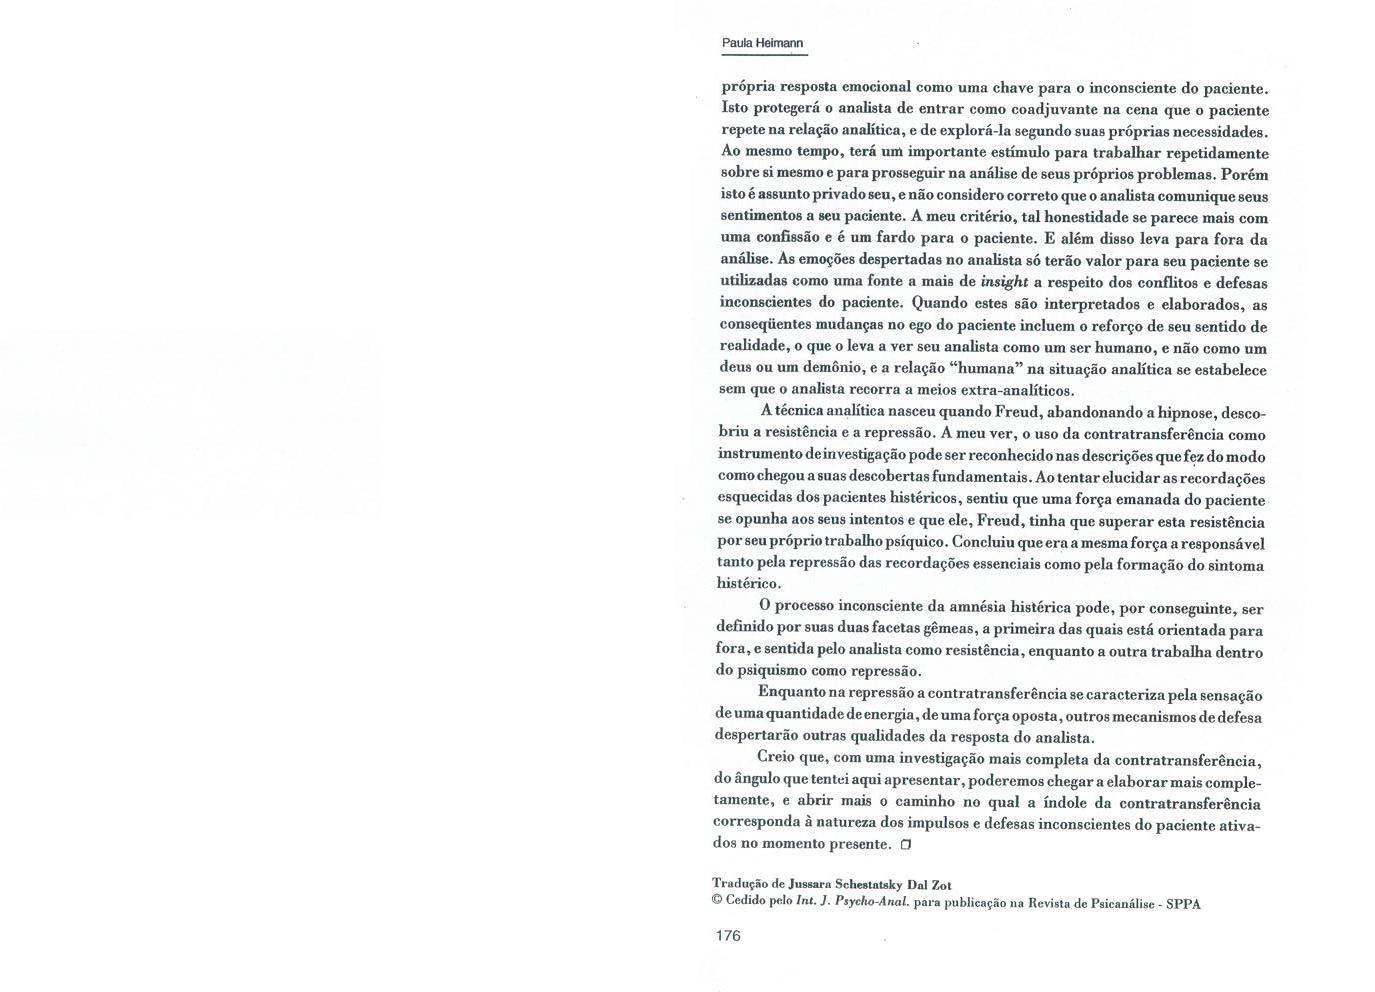 Paula Heimann
própria resposta emocional como uma chave para o inconsciente do paciente.
Isto protegerá o analista de entrar como coadjuvante na cena que o paciente
repete na relação analítica, e de explorá-la segundo suas próprias necessidades.
Ao mesmo tempo, terá um importante estímulo para trabalhar repetidamente
sobre si mesmo e para prosseguir na análise de seus próprios problemas. Porém
isto é assunto privado seu, e não considero correto que o analista comunique seus
sentimentos a seu paciente. A meu critério, tal honestidade se parece mais com
uma confissão e é um fardo para o paciente. E além disso leva para fora da
análise. As emoções despertadas no analista só terão valor para seu paciente se
utilizadas como uma fonte a mais de insight a respeito dos conflitos e defesas
inconscientes do paciente. Quando estes são interpretados e elaborados, as
conseqüentes mudanças no ego do paciente incluem o reforço de seu sentido de
realidade, o que o leva a ver seu analista como um ser humano, e não como um
deus ou um demônio, e a relação “humana” na situação analítica se estabelece
sem que o analista recorra a meios extra-analíticos.
A técnica analítica nasceu quando Freud, abandonando a hipnose, desco-
briu a resistência e a repressão. A meu ver, o uso da contratransferência como
instrumento de investigação pode ser reconhecido nas descrições que fez do modo
como chegou a suas descobertas fundamentais. Ao tentar elucidar as recordações
esquecidas dos pacientes histéricos, sentiu que uma força emanada do paciente
se opunha aos seus intentos e que ele, Freud, tinha que superar esta resistência
por seu próprio trabalho psíquico. Concluiu que era a mesma força a responsável
tanto pela repressão das recordações essenciais como pela formação do sintoma
histérico.
O processo inconsciente da amnésia histérica pode, por conseguinte, ser
definido por suas duas facetas gêmeas, a primeira das quais está orientada para
fora, e sentida pelo analista como resistência, enquanto a outra trabalha dentro
do psiquismo como repressão.
Enquanto na repressão a contratransferência se caracteriza pela sensação
de uma quantidade de energia, de uma força oposta, outros mecanismos de defesa
despertarão outras qualidades da resposta do analista.
Creio que, com uma investigação mais completa da contratransferência,
do ângulo que tentei aqui apresentar, poderemos chegar a elaborar mais comple-
tamente, e abrir mais o caminho no qual a índole da contratransferência
corresponda à natureza dos impulsos e defesas inconscientes do paciente ativa-
dos no momento presente. ❒
Tradução de Jussara Schestatsky Dal Zot
© Cedido pelo Int. J. Psycho-Anal. para publicação na Revista de Psicanálise - SPPA
176